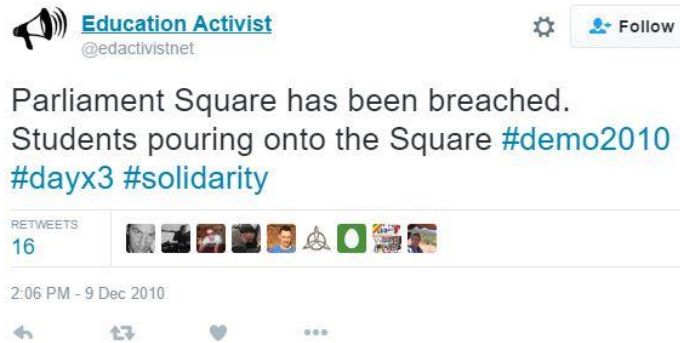 Education Activist
@edactivistnet
Follow
Parliament Square has been breached.
Students pouring onto the Square #demo2010
#dayx3 #solidarity
RETWEETS
16
2:06 PM - 9 Dec 2010